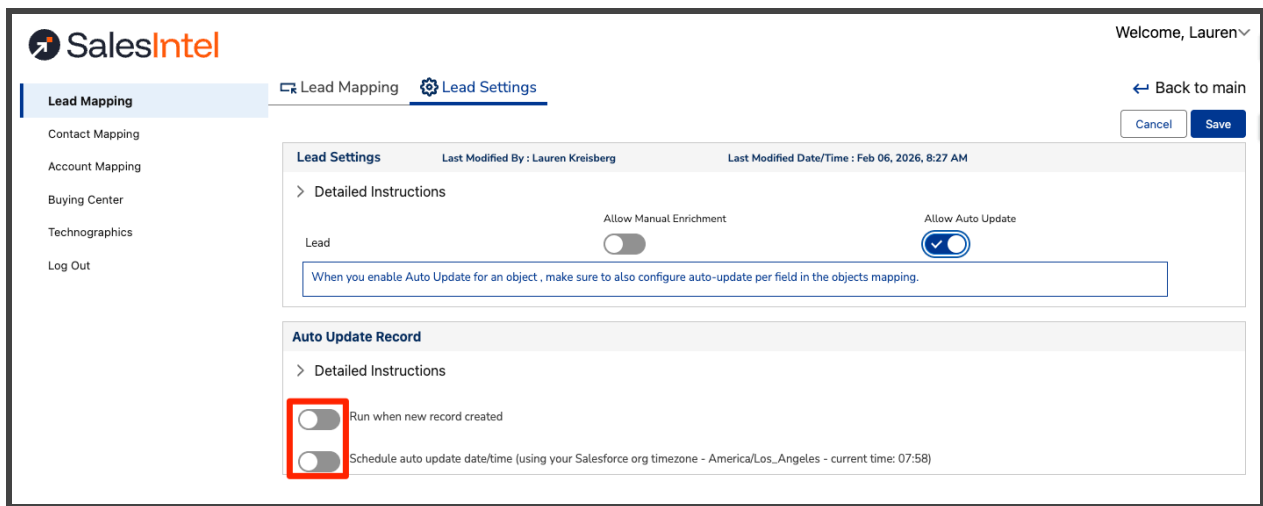 SalesIntel
Welcome, Lauren
Lead Mapping
Contact Mapping
Account Mapping
Buying Center
Technographics
Log Out
Lead Mapping Lead Settings
Back to main
Cancel Save
Lead Settings Last Modified By : Lauren Kreisberg Last Modified Date/Time : Feb 06, 2026, 8:27 AM
Detailed Instructions
Allow Manual Enrichment Allow Auto Update
Lead
When you enable Auto Update for an object , make sure to also configure auto-update per field in the objects mapping.
Auto Update Record
Detailed Instructions
Run when new record created
Schedule auto update date/time (using your Salesforce org timezone - America/Los_Angeles - current time: 07:58)